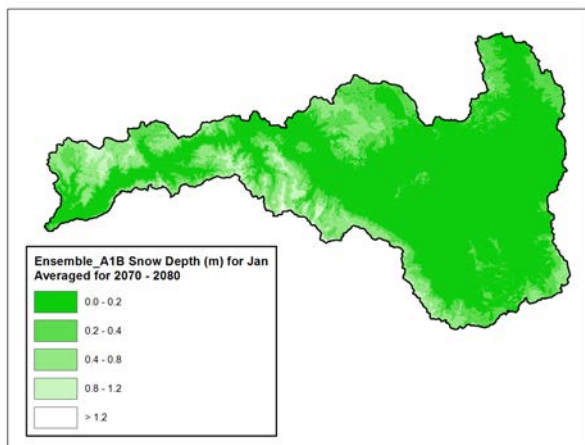 Ensemble_A1B Snow Depth (m) for Jan
Averaged for 2070 - 2080
0.0 - 0.2
0.2 - 0.4
0.4 - 0.8
0.8 - 1.2
> 1.2